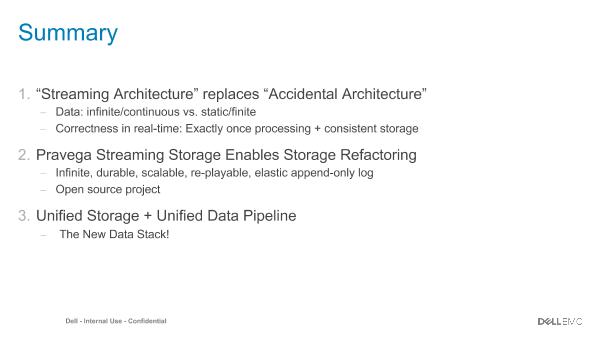 Summary
1. “Streaming Architecture” replaces “Accidental Architecture”
– Data: infinite/continuous vs. static/finite
– Correctness in real-time: Exactly once processing + consistent storage
2. Pravega Streaming Storage Enables Storage Refactoring
– Infinite, durable, scalable, re-playable, elastic append-only log
– Open source project
3. Unified Storage + Unified Data Pipeline
– The New Data Stack!
Dell - Internal Use - Confidential
DELLEMC